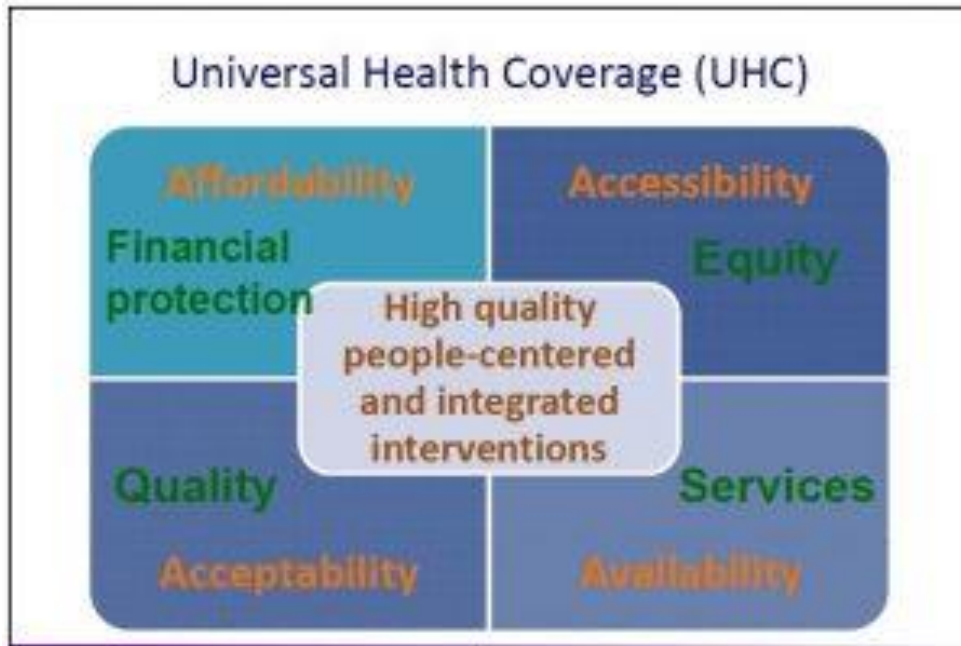 Universal Health Coverage (UHC)
Affordability
Financial
protection
Accessibility
Equity
High quality
people-centered
and integrated
interventions
Quality
Acceptability
Services
Availability